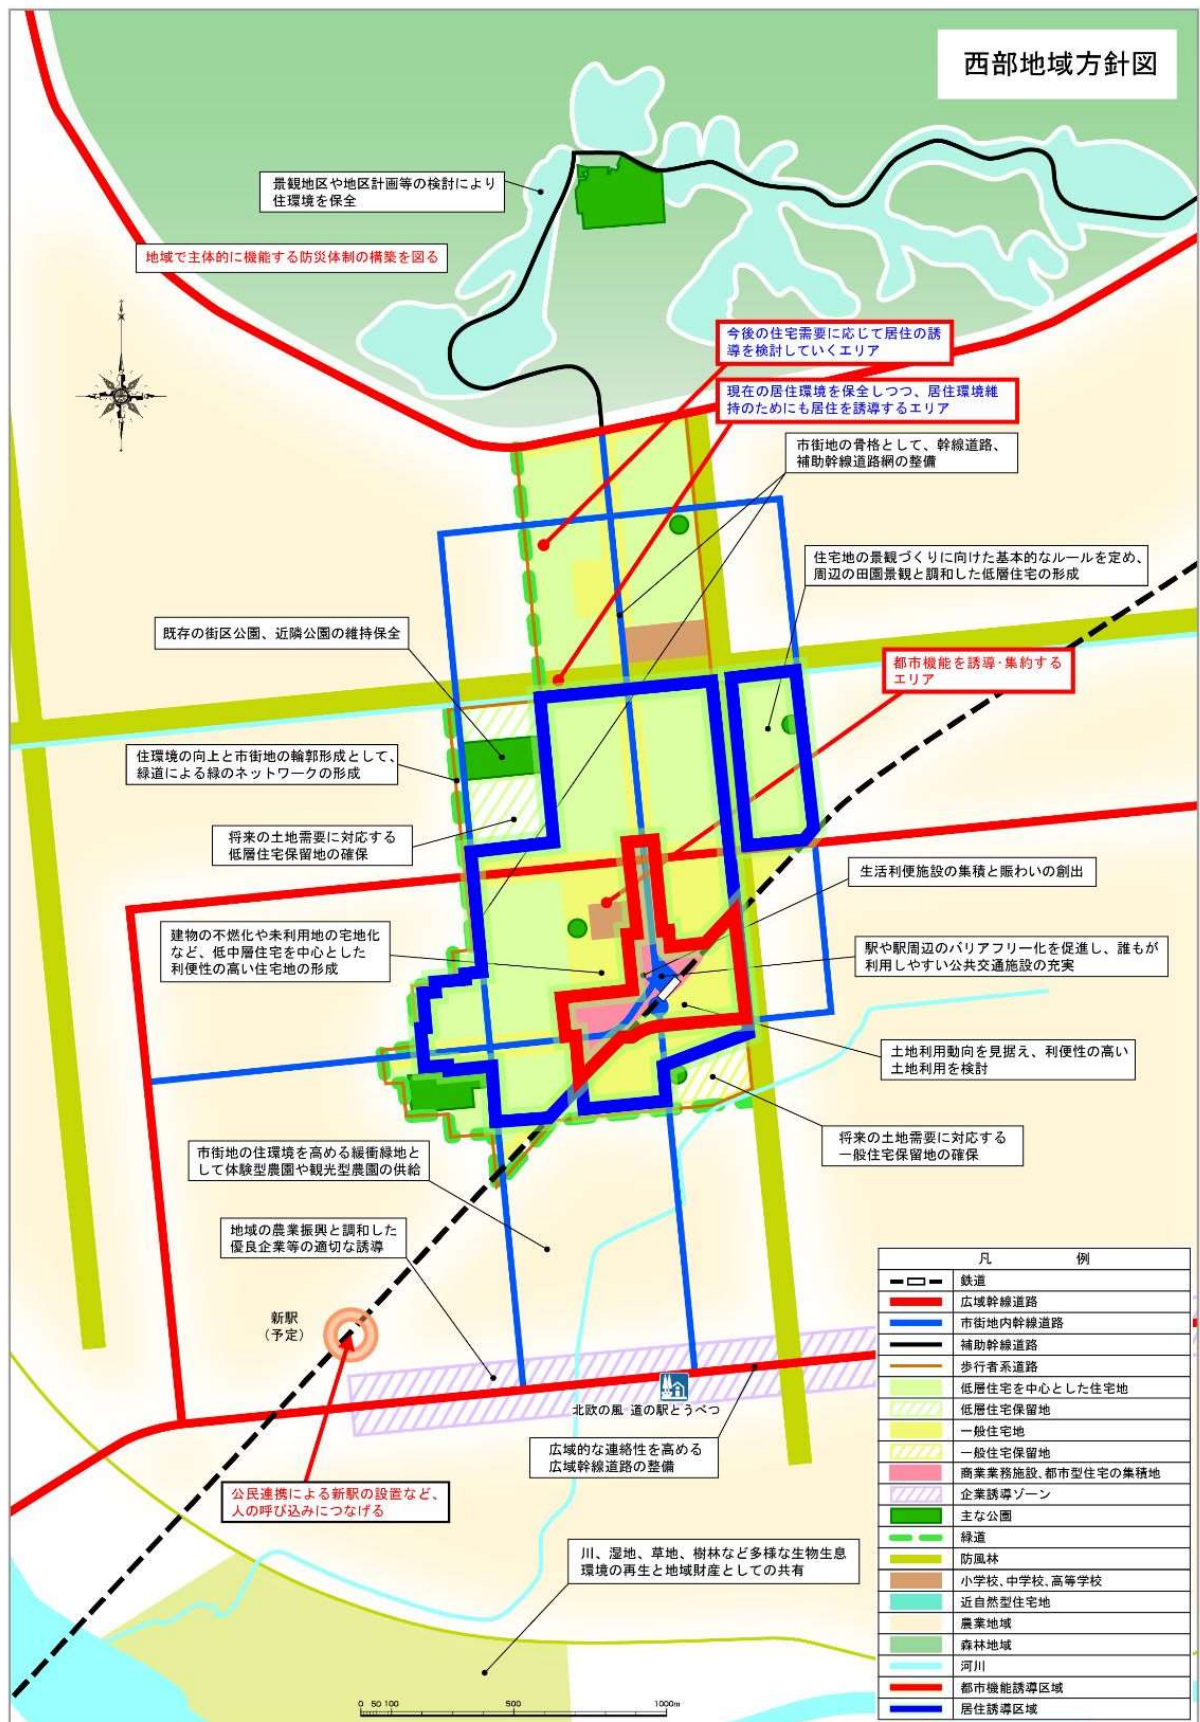 西部地域方針図
景観地区や地区計画等の検討により
住環境を保全
地域で主体的に機能する防災体制の構築を図る
今後の住宅需要に応じて居住の誘
導を検討していくエリア
現在の居住環境を保全しつつ、居住環境維
持のためにも居住を誘導するエリア
市街地の骨格として、幹線道路、
補助幹線道路網の整備
住宅地の景観づくりに向けた基本的なルールを定め、
周辺の田園景観と調和した低層住宅の形成
既存の街区公園、近隣公園の維持保全
都市機能を誘導・集約する
エリア
住環境の向上と市街地の輪郭形成として、
緑道による緑のネットワークの形成
将来の土地需要に対応する
低層住宅保留地の確保
生活利便施設の集積と賑わいの創出
建物の不燃化や未利用地の宅地化
など、低中層住宅を中心とした
利便性の高い住宅地の形成
駅や駅周辺のバリアフリー化を促進し、誰もが
利用しやすい公共交通施設の充実
土地利用動向を見据え、利便性の高い
土地利用を検討
将来の土地需要に対応する
一般住宅保留地の確保
市街地の住環境を高める緩衝緑地と
して体験型農園や観光型農園の供給
地域の農業振興と調和した
優良企業等の適切な誘導
新駅
(予定)
北欧の風 道の駅とうべつ
広域的な連絡性を高める
広域幹線道路の整備
公民連携による新駅の設置など、
人の呼び込みにつなげる
川、湿地、草地、樹林など多様な生物生息
環境の再生と地域財産としての共有
0 50 100 500 1000m
凡 例
鉄道
広域幹線道路
市街地内幹線道路
補助幹線道路
歩行者系道路
低層住宅を中心とした住宅地
低層住宅保留地
一般住宅地
一般住宅保留地
商業業務施設、都市型住宅の集積地
企業誘導ゾーン
主な公園
緑道
防風林
小学校、中学校、高等学校
近自然型住宅地
農業地域
森林地域
河川
都市機能誘導区域
居住誘導区域